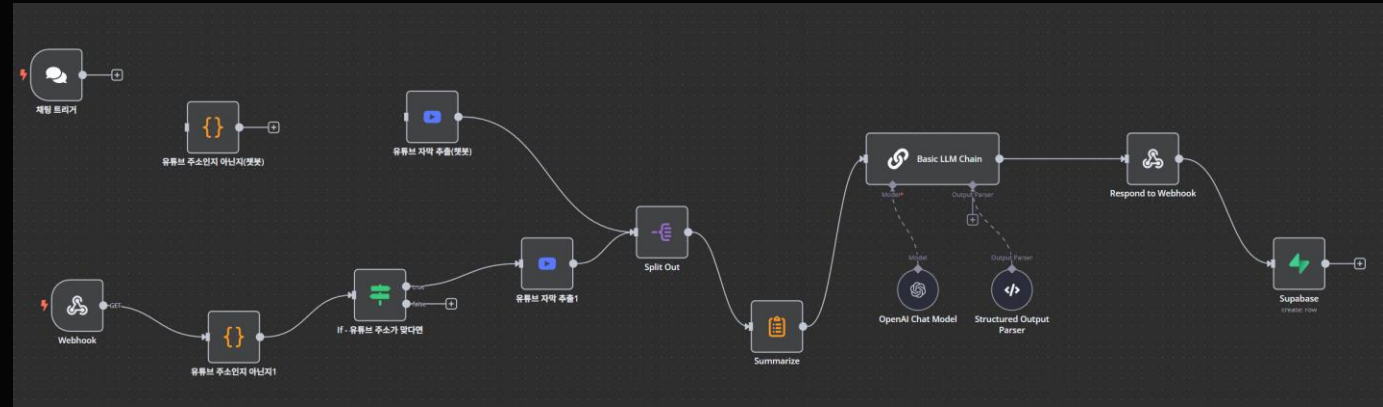 채팅 트리거
유튜브 주소인지 아닌지(챗봇)
유튜브 자막 추출(챗봇)
Basic LLM Chain
Model*
Output Parser
Respond to Webhook
Split Out
Supabase
create: row
Model
OpenAI Chat Model
Output Parser
Structured Output
Parser
Webhook
GET
유튜브 주소인지 아닌지1
If - 유튜브 주소가 맞다면
true
false
유튜브 자막 추출1
Summarize